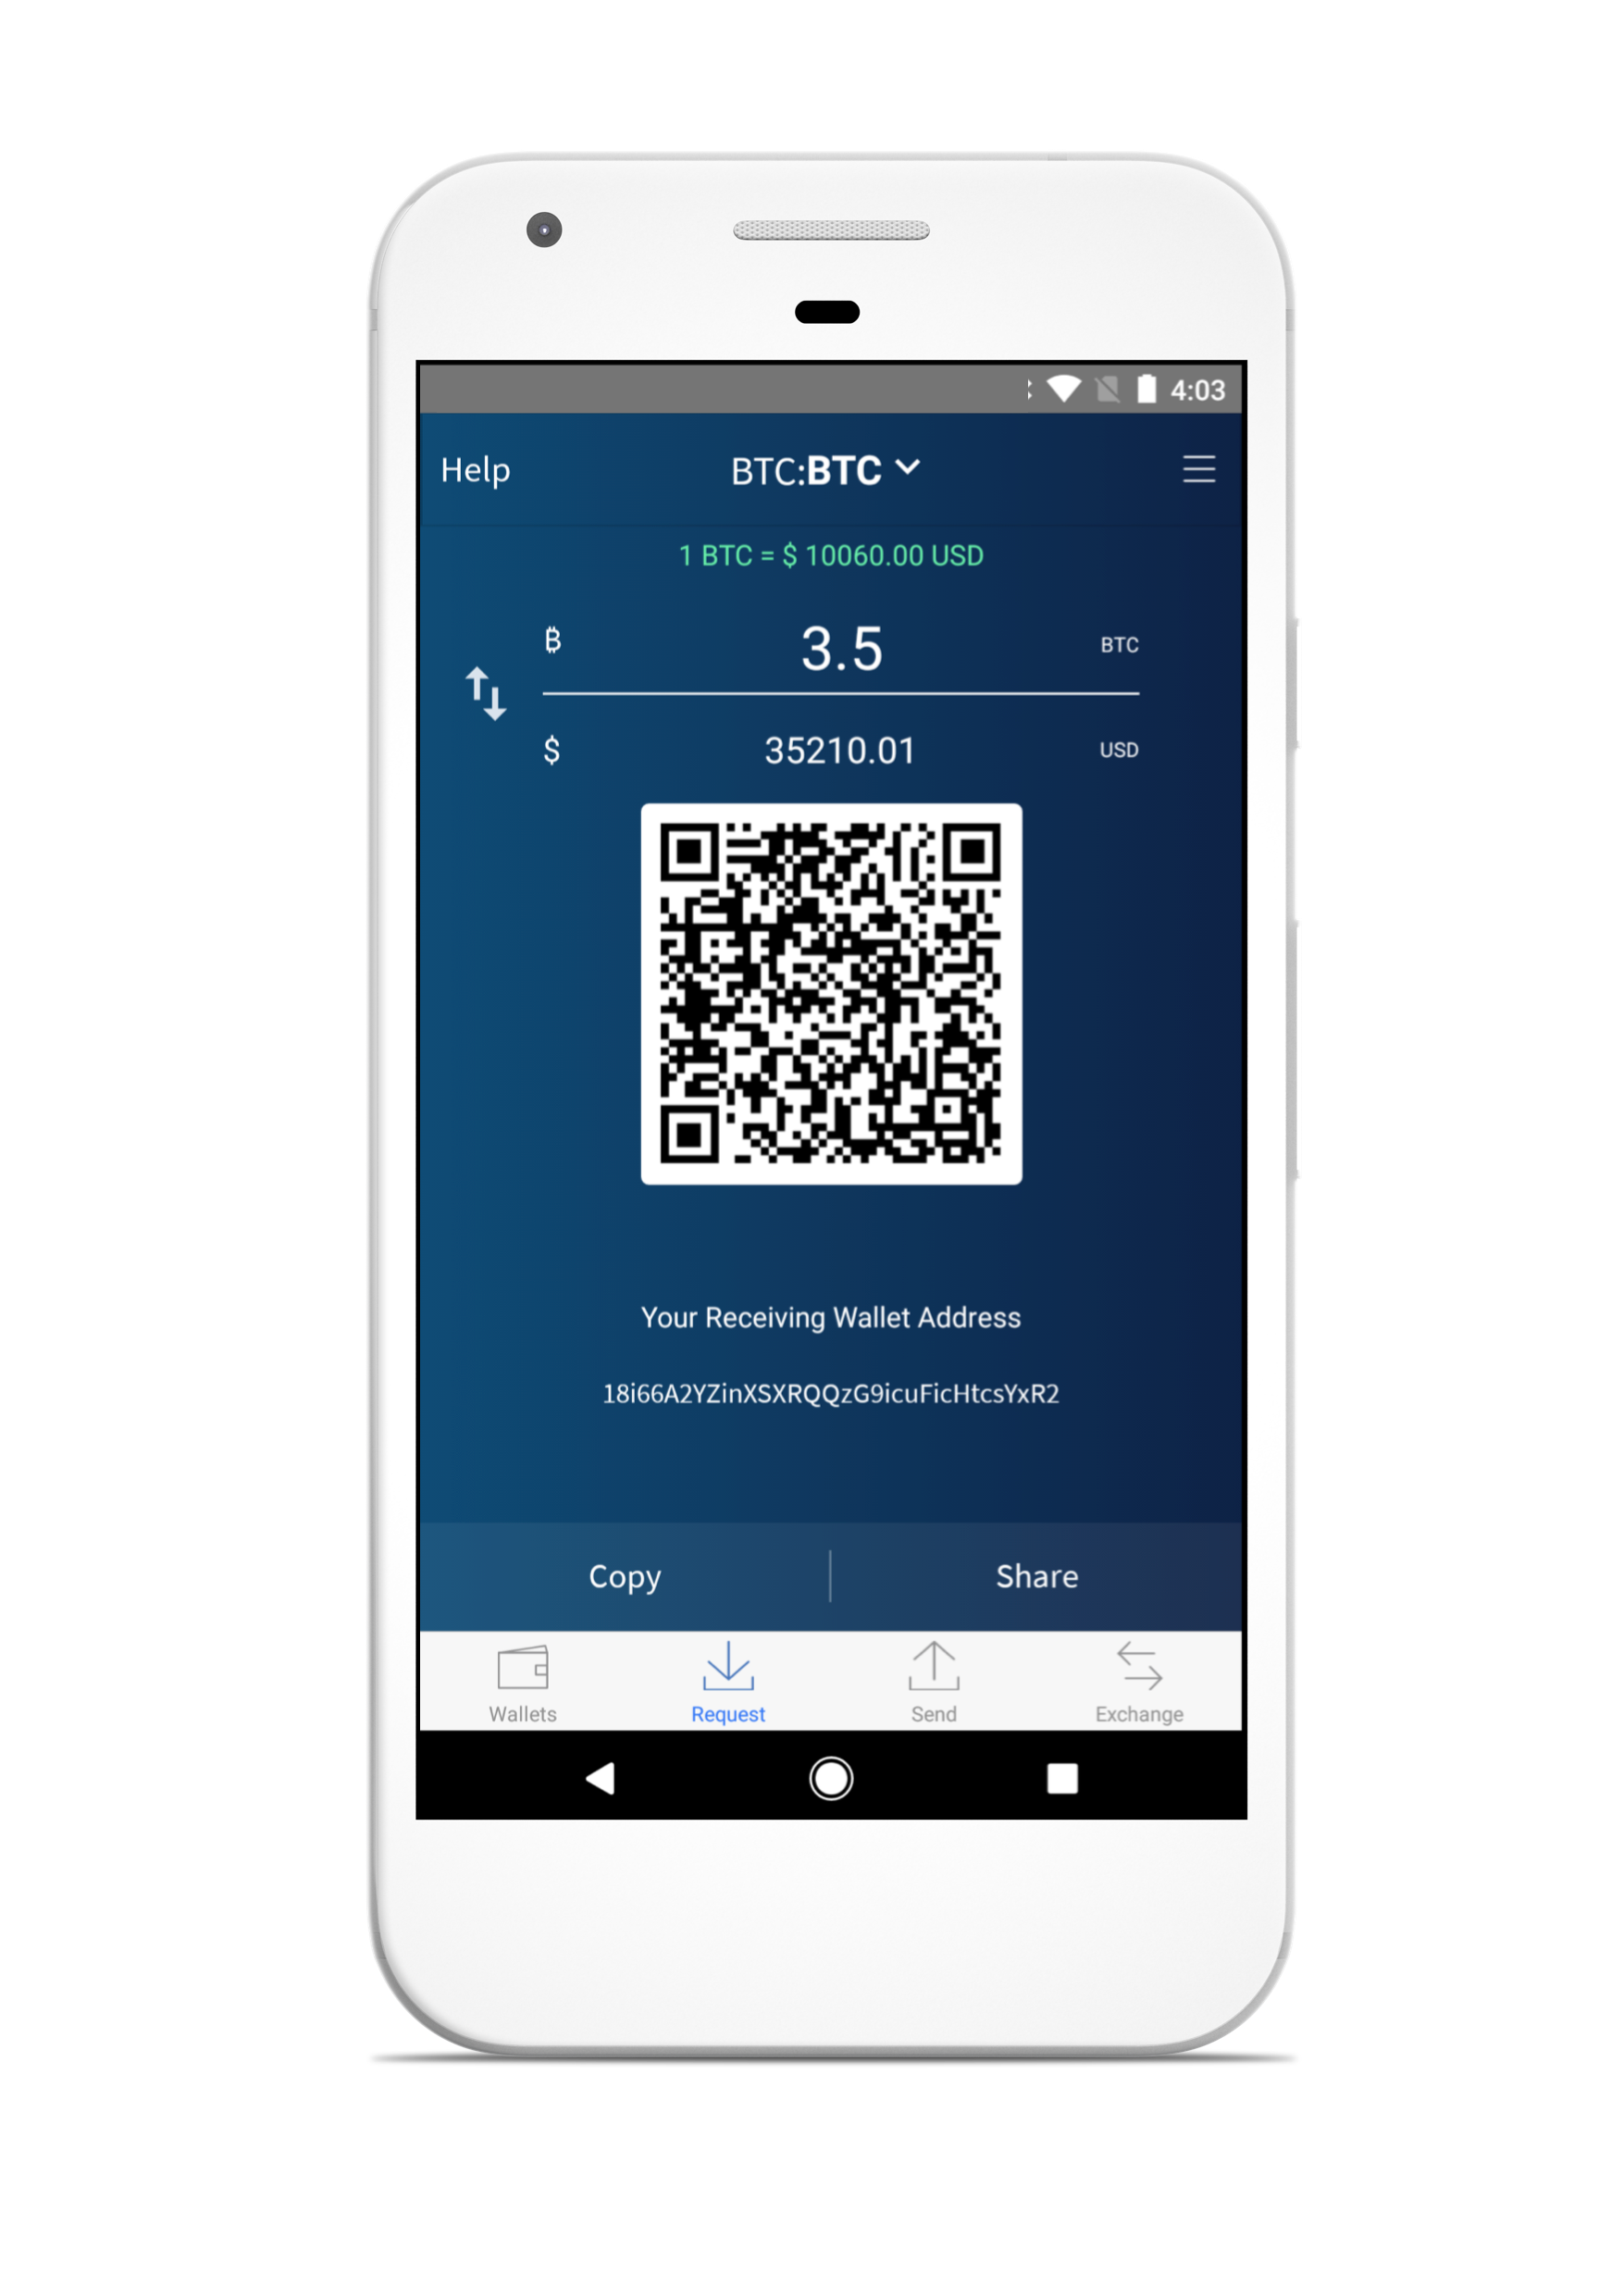 4:03
Help
BTC:BTC
1 BTC = $ 10060.00 USD
₿ 3.5 BTC
$ 35210.01 USD
Your Receiving Wallet Address
18i66A2YZinXSXRQQzG9icuFicHtcsYxR2
Copy Share
Wallets Request Send Exchange